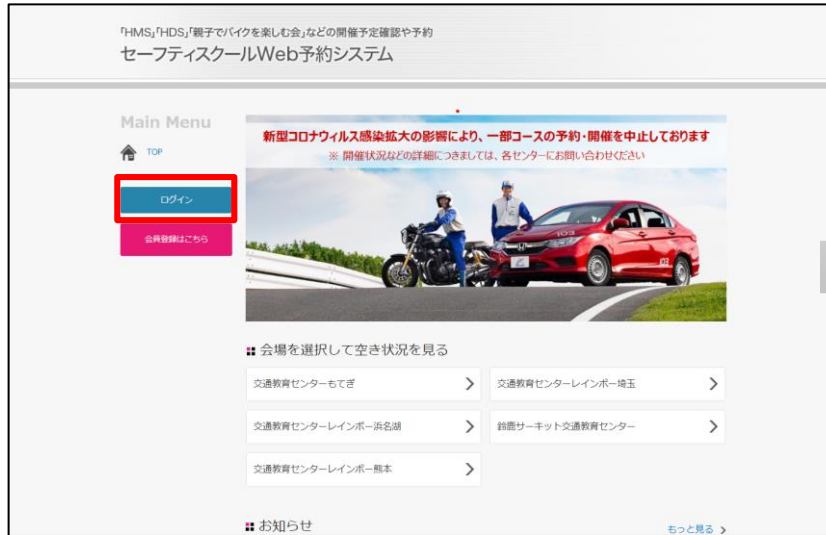 「HMS」「HDS」「親子でバイクを楽しむ会」などの開催予定確認や予約
セーフティスクールWeb予約システム
Main Menu
TOP
ログイン
会員登録はこちら
新型コロナウィルス感染拡大の影響により、一部コースの予約・開催を中止しております
※ 開催状況などの詳細につきましては、各センターにお問い合わせください
103
103
会場を選択して空き状況を見る
交通教育センターもてぎ
交通教育センターレインボー埼玉
交通教育センターレインボー浜名湖
鈴鹿サーキット交通教育センター
交通教育センターレインボー熊本
お知らせ
もっと見る